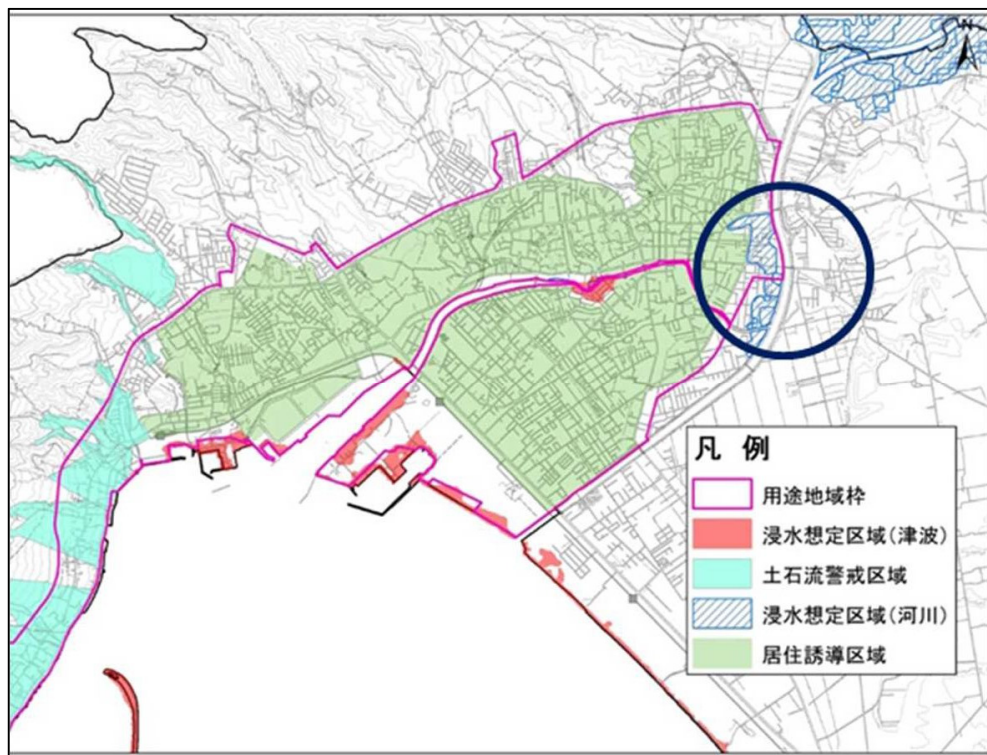 N
凡 例
用途地域枠
浸水想定区域(津波)
土石流警戒区域
浸水想定区域(河川)
居住誘導区域